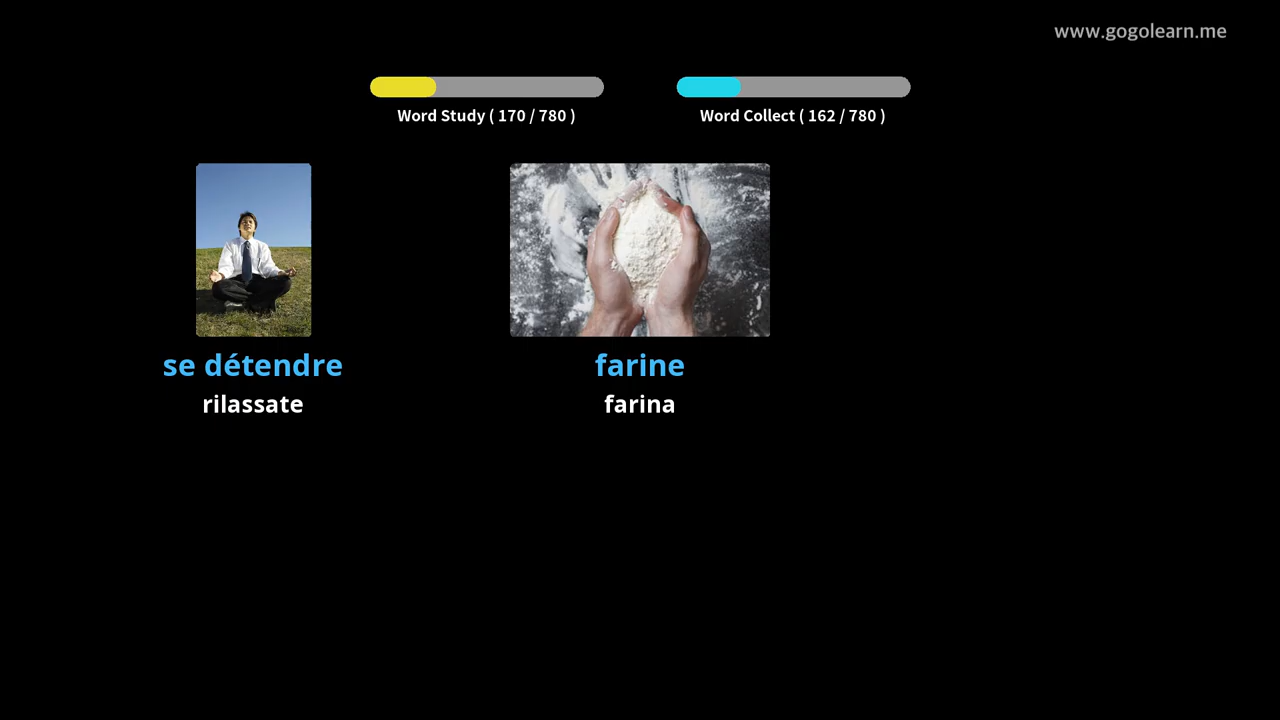 www.gogolearn.me
Word Study ( 170 / 780 )
Word Collect ( 162 / 780 )
se détendre
rilassate
farine
farina